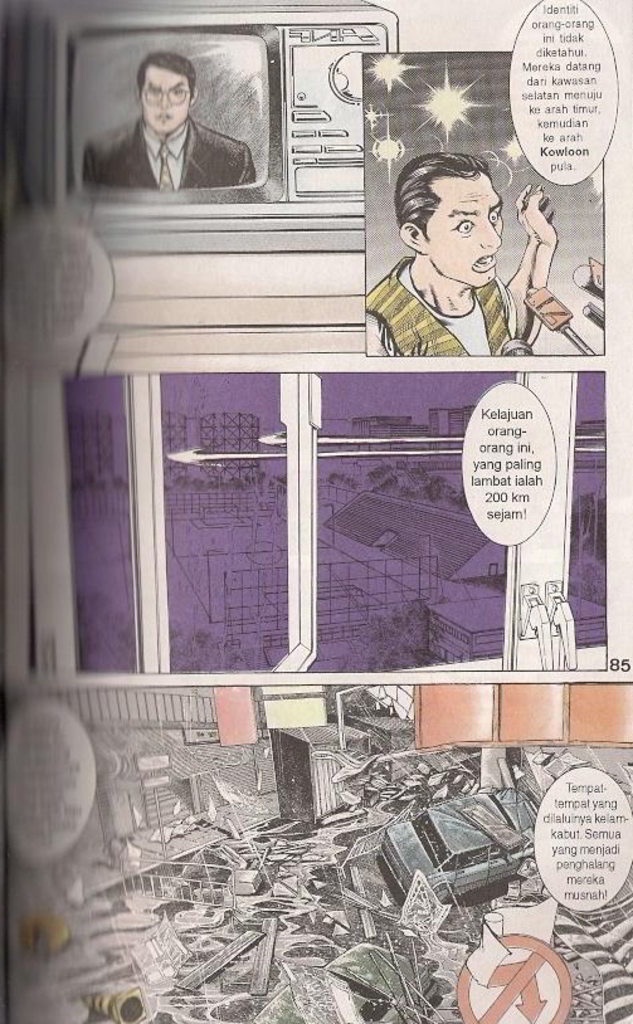 Identiti
orang-orang
ini tidak
diketahui.
Mereka datang
dari kawasan
selatan menuju
ke arah timur,
kemudian
ke arah
Kowloon
pula.
Kelajuan
orang-
orang ini,
yang paling
lambat ialah
200 km
sejam!
85
Tempat-
tempat yang
dilaluinya kelam-
kabut. Semua
yang menjadi
penghalang
mereka
musnah!